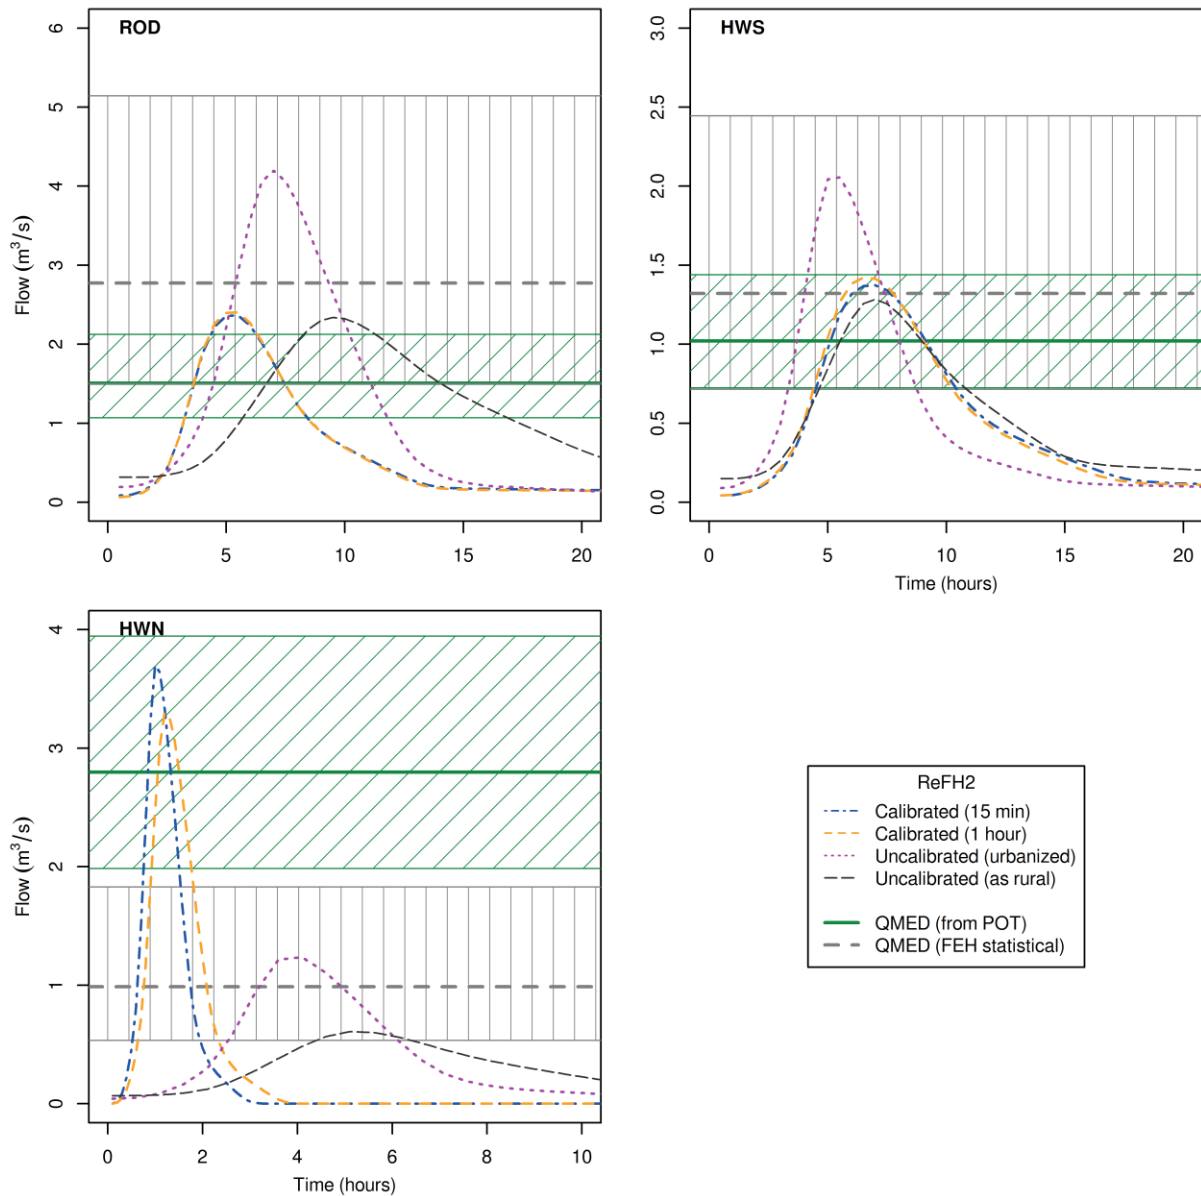 ROD
6
5
4
3
2
1
0
Flow (m³/s)
0 5 10 15 20
HWS
3.0
2.5
2.0
1.5
1.0
0.5
0.0
0 5 10 15 20
Time (hours)
HWN
4
3
2
1
0
Flow (m³/s)
0 2 4 6 8 10
Time (hours)
ReFH2
Calibrated (15 min)
Calibrated (1 hour)
Uncalibrated (urbanized)
Uncalibrated (as rural)
QMED (from POT)
QMED (FEH statistical)